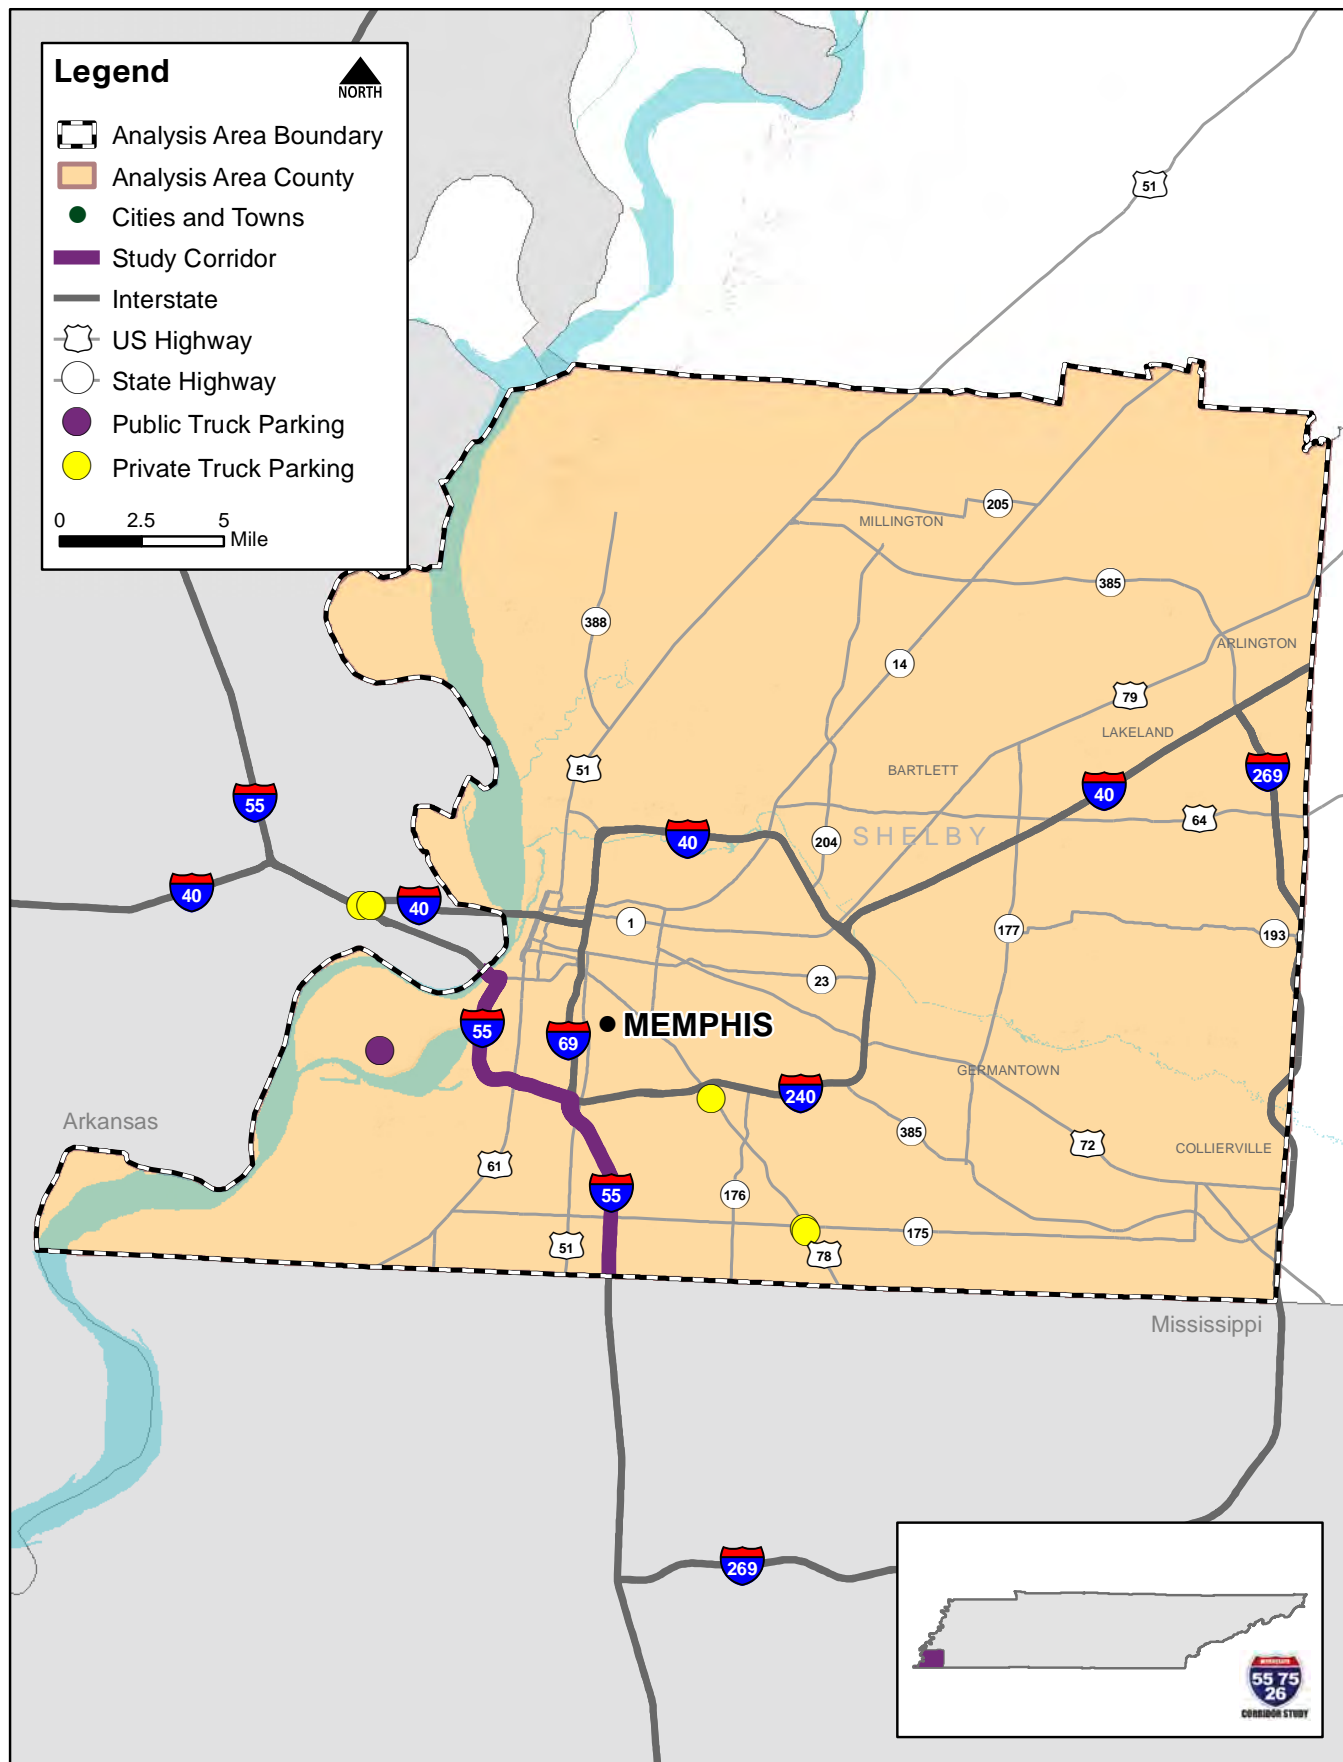 Legend
NORTH
Analysis Area Boundary
Analysis Area County
Cities and Towns
Study Corridor
Interstate
US Highway
State Highway
Public Truck Parking
Private Truck Parking
0 2.5 5
Mile
51
205
MILLINGTON
385
388
ARLINGTON
14
79
LAKELAND
51
BARTLETT
269
55
40
64
40
204
SHELBY
40
40
1
177
193
23
55
69
MEMPHIS
GERMANTOWN
240
Arkansas
385
72
COLLIERVILLE
61
55
176
175
51
78
Mississippi
269
INTERSTATE
55 75
26
CORRIDOR STUDY